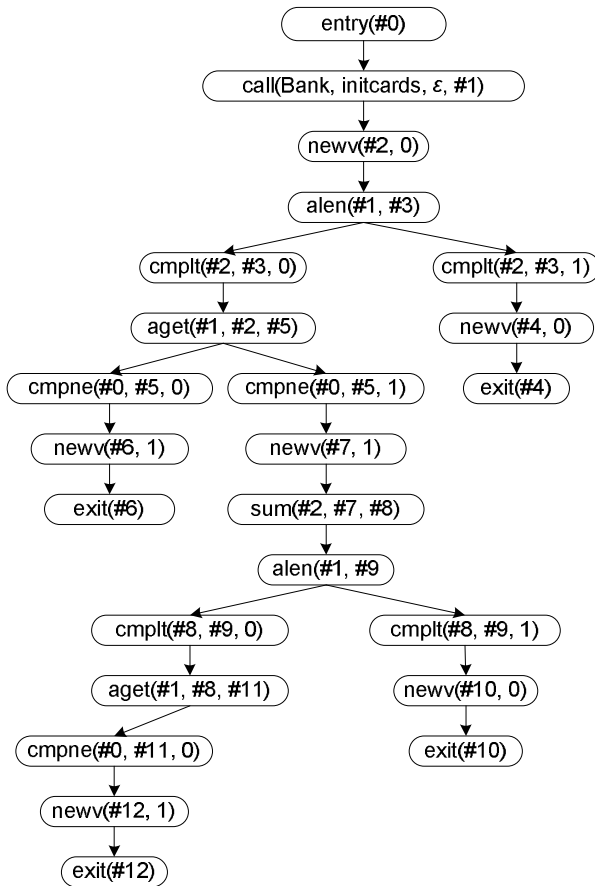 entry(#0)
call(Bank, initcards, ε, #1)
newv(#2, 0)
alen(#1, #3)
cmplt(#2, #3, 0)
cmplt(#2, #3, 1)
aget(#1, #2, #5)
newv(#4, 0)
cmpne(#0, #5, 0)
cmpne(#0, #5, 1)
exit(#4)
newv(#6, 1)
newv(#7, 1)
exit(#6)
sum(#2, #7, #8)
alen(#1, #9
cmplt(#8, #9, 0)
cmplt(#8, #9, 1)
aget(#1, #8, #11)
newv(#10, 0)
cmpne(#0, #11, 0)
exit(#10)
newv(#12, 1)
exit(#12)